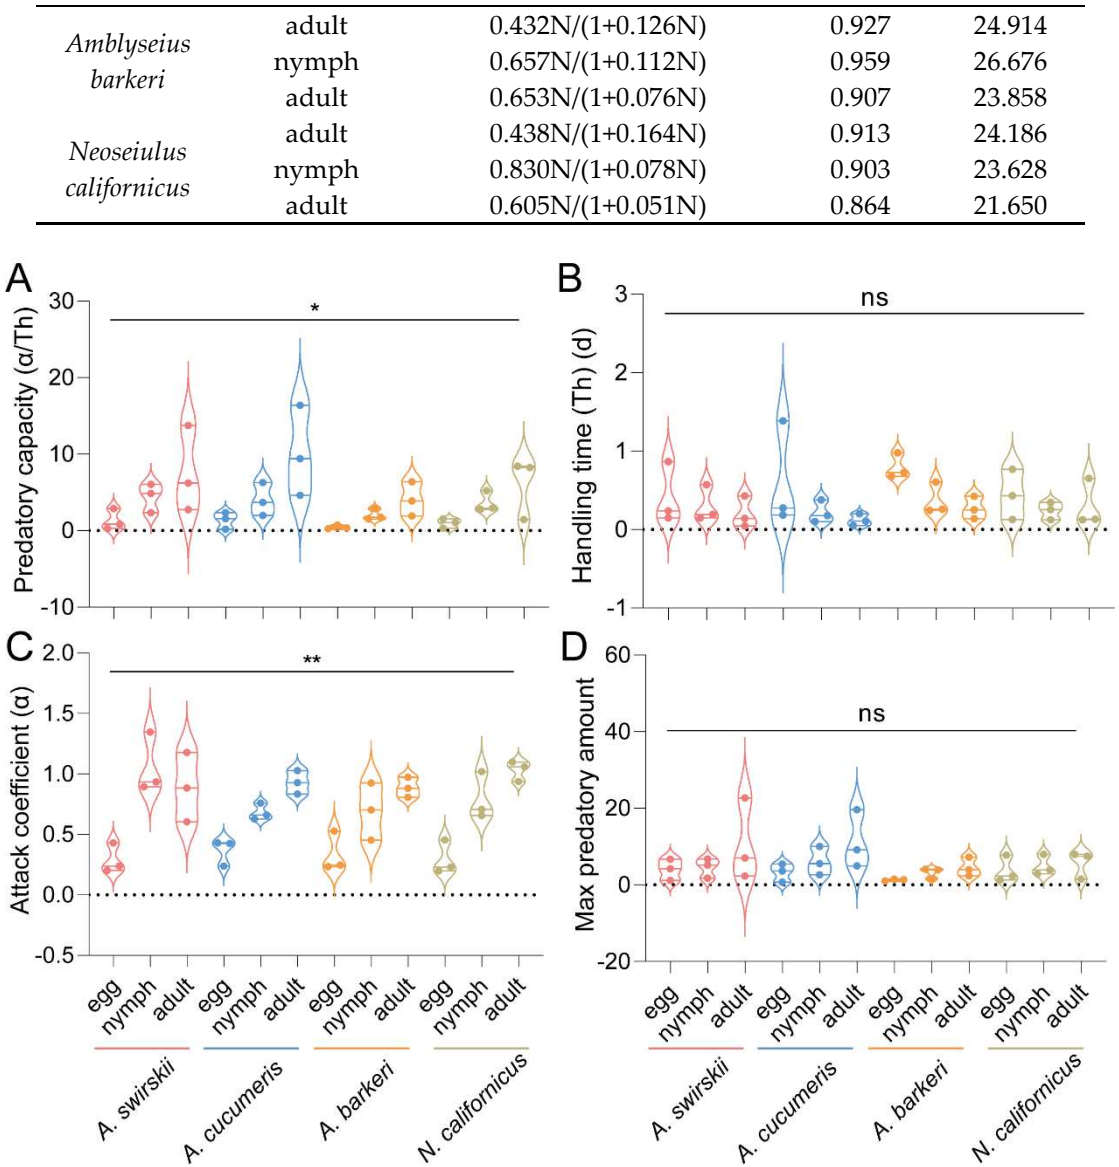 Amblyseius barkeri
adult 0.432N/(1+0.126N) 0.927 24.914
nymph 0.657N/(1+0.112N) 0.959 26.676
adult 0.653N/(1+0.076N) 0.907 23.858
Neoseiulus californicus
adult 0.438N/(1+0.164N) 0.913 24.186
nymph 0.830N/(1+0.078N) 0.903 23.628
adult 0.605N/(1+0.051N) 0.864 21.650
A
Predatory capacity (α/Th)
30
20
10
0
-10
*
B
Handling time (Th) (d)
3
2
1
0
-1
ns
C
Attack coefficient (α)
2.0
1.5
1.0
0.5
0.0
-0.5
**
egg nymph adult egg nymph adult egg nymph adult egg nymph adult
A. swirskii A. cucumeris A. barkeri N. californicus
D
Max predatory amount
60
40
20
0
-20
ns
egg nymph adult egg nymph adult egg nymph adult egg nymph adult
A. swirskii A. cucumeris A. barkeri N. californicus